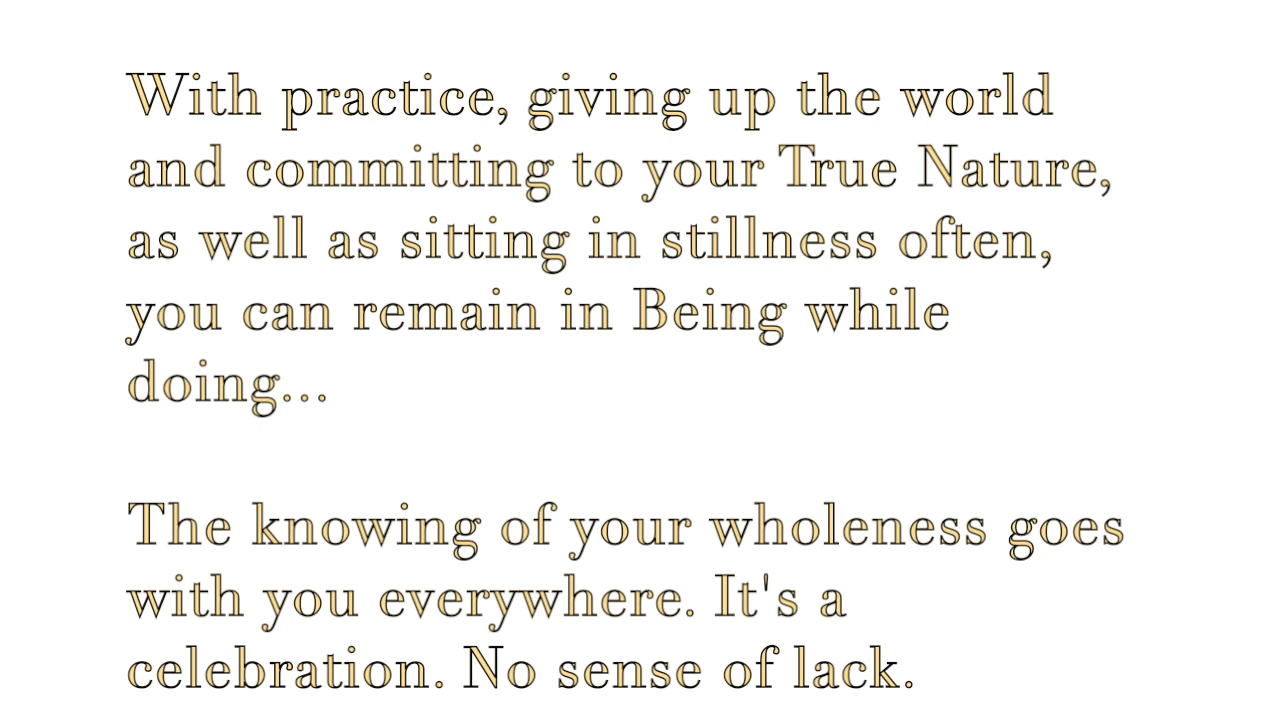 With practice, giving up the world
and committing to your True Nature,
as well as sitting in stillness often,
you can remain in Being while
doing...
The knowing of your wholeness goes
with you everywhere. It's a
celebration. No sense of lack.